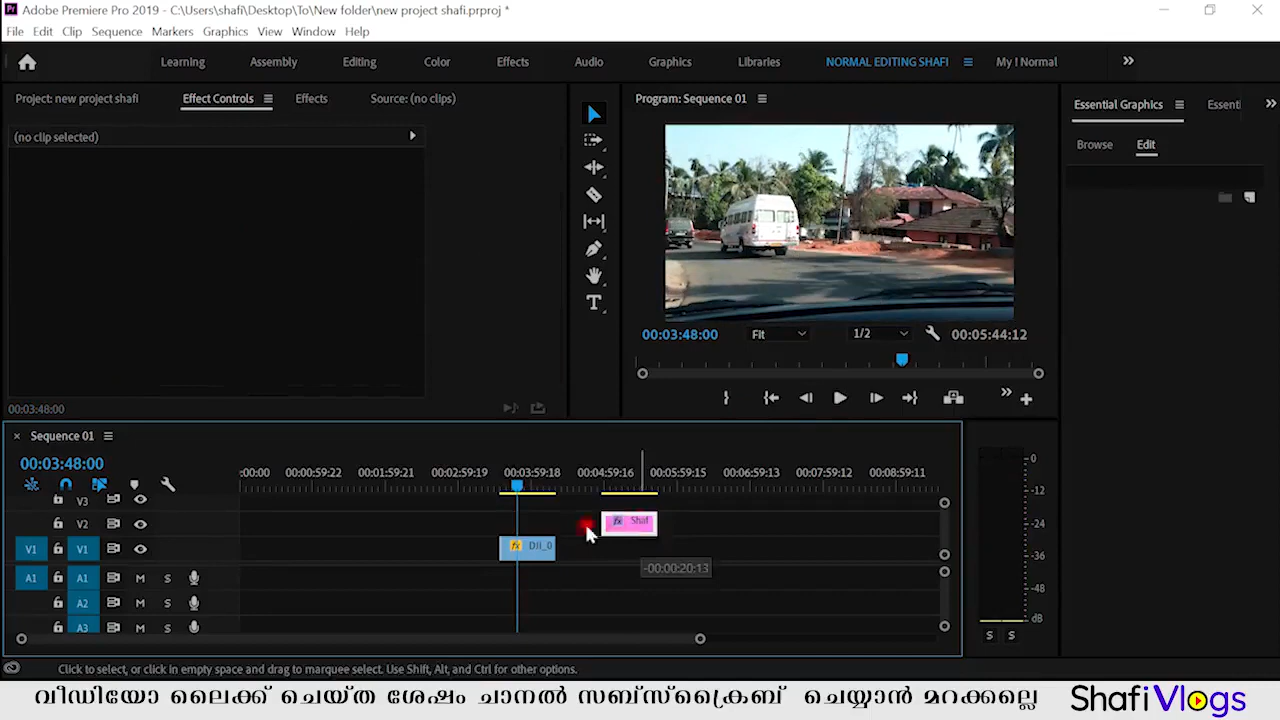 Adobe Premiere Pro 2019 - C:\Users\shafi\Desktop\To\New folder\new project shafi.prproj *
File Edit Clip Sequence Markers Graphics View Window Help
Learning Assembly Editing Color Effects Audio Graphics Libraries NORMAL EDITING SHAFI My ! Normal
Project: new project shafi Effect Controls Effects Source: (no clips)
Program: Sequence 01
Essential Graphics Essenti
(no clip selected)
Browse Edit
00:03:48:00 Fit 1/2 00:05:44:12
00:03:48:00
Sequence 01
00:03:48:00
:00:00 00:00:59:22 00:01:59:21 00:02:59:19 00:03:59:18 00:04:59:16 00:05:59:15 00:06:59:13 00:07:59:12 00:08:59:11
V3
V2 Shaf
V1 V1 DJI_0
-00:00:20:13
A1 A1 M S
A2 M S
A3 M S
0
-12
-24
-36
-48
dB
S S
Click to select, or click in empty space and drag to marquee select. Use Shift, Alt, and Ctrl for other options.
വീഡിയോ ലൈക്ക് ചെയ്ത ശേഷം ചാനൽ സബ്സ്ക്രൈബ് ചെയ്യാൻ മറക്കല്ലെ
Shafi Vlogs